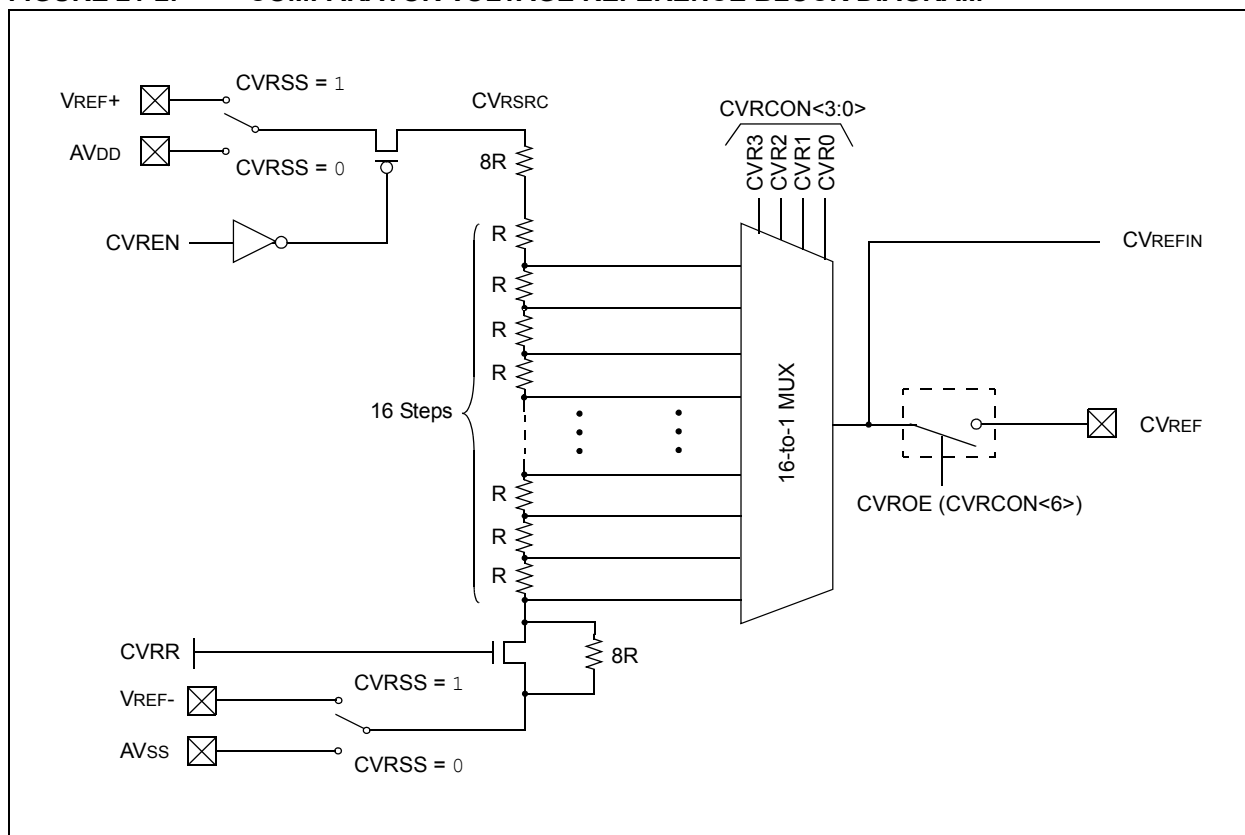 VREF+
CVRSS = 1
AVDD
CVRSS = 0
CVREN
CVRSRC
8R
R
R
R
R
16 Steps
R
R
R
CVRCON<3:0>
CVR3
CVR2
CVR1
CVR0
16-to-1 MUX
CVREFIN
CVREF
CVROE (CVRCON<6>)
CVRR
8R
VREF-
CVRSS = 1
AVSS
CVRSS = 0